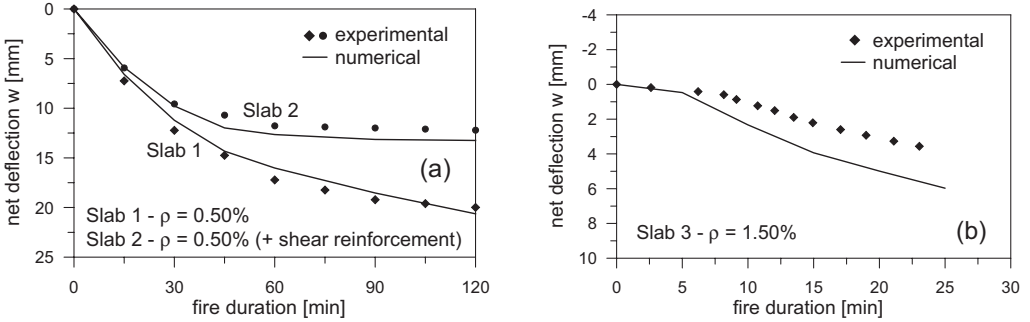 0
5
10
15
20
25
net deflection w [mm]
experimental
numerical
Slab 2
Slab 1
(a)
Slab 1 - ρ = 0.50%
Slab 2 - ρ = 0.50% (+ shear reinforcement)
0 30 60 90 120
fire duration [min]
-4
-2
0
2
4
6
8
10
net deflection w [mm]
experimental
numerical
Slab 3 - ρ = 1.50%
(b)
0 5 10 15 20 25 30
fire duration [min]